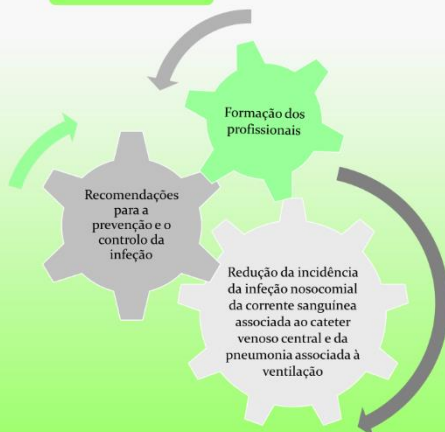 Formação dos
profissionais
Recomendações
para a
prevenção e o
controlo da
infeção
Redução da incidência
da infeção nosocomial
da corrente sanguínea
associada ao cateter
venoso central e da
pneumonia associada à
ventilação